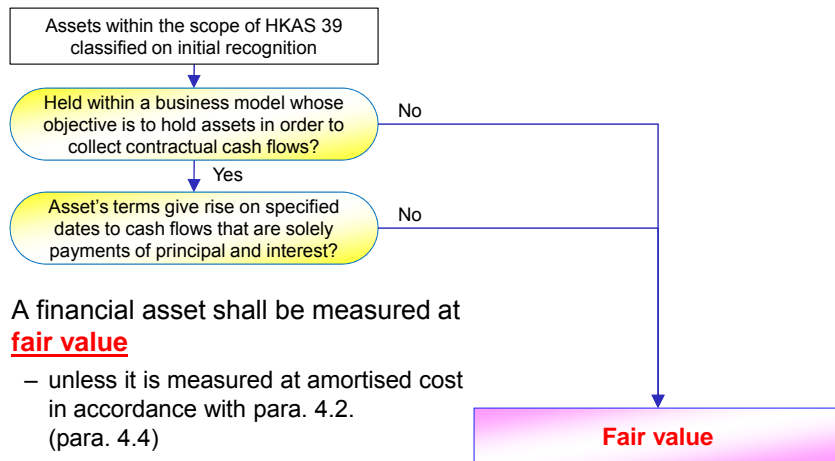 Assets within the scope of HKAS 39
classified on initial recognition
Held within a business model whose
objective is to hold assets in order to
collect contractual cash flows?
No
Yes
Asset's terms give rise on specified
dates to cash flows that are solely
payments of principal and interest?
No
A financial asset shall be measured at
fair value
– unless it is measured at amortised cost
in accordance with para. 4.2.
(para. 4.4)
Fair value